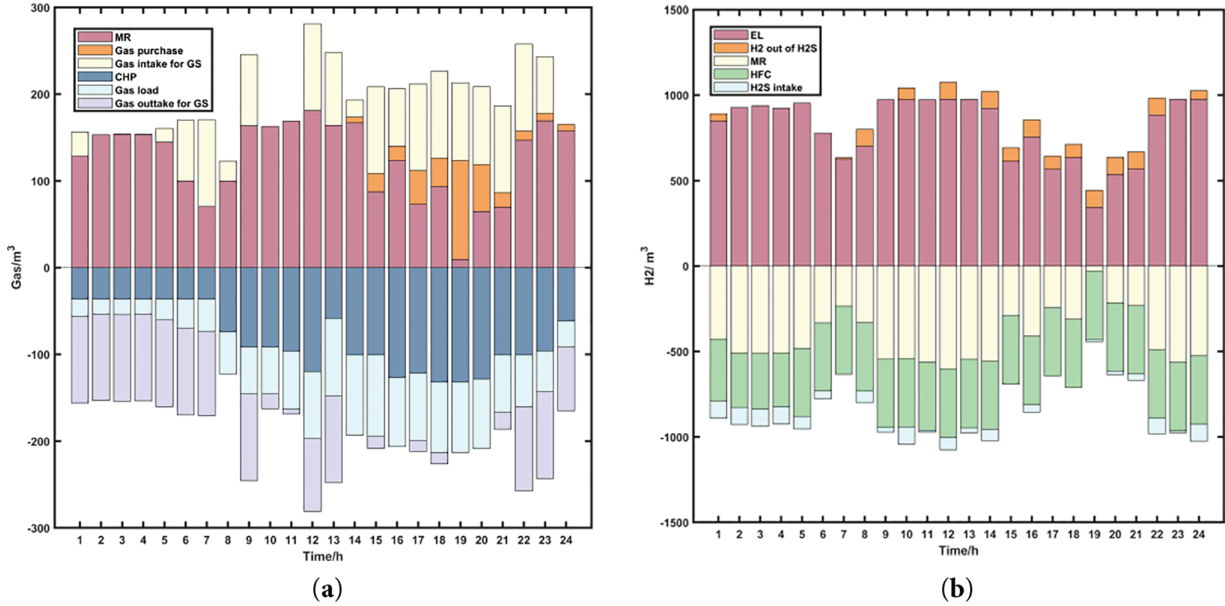 300
200
100
0
-100
-200
-300
Gas/m³
MR
Gas purchase
Gas intake for GS
CHP
Gas load
Gas outtake for GS
1 2 3 4 5 6 7 8 9 10 11 12 13 14 15 16 17 18 19 20 21 22 23 24
Time/h
(a)
1500
1000
500
0
-500
-1000
-1500
H2/ m³
EL
H2 out of H2S
MR
HFC
H2S intake
1 2 3 4 5 6 7 8 9 10 11 12 13 14 15 16 17 18 19 20 21 22 23 24
Time/h
(b)